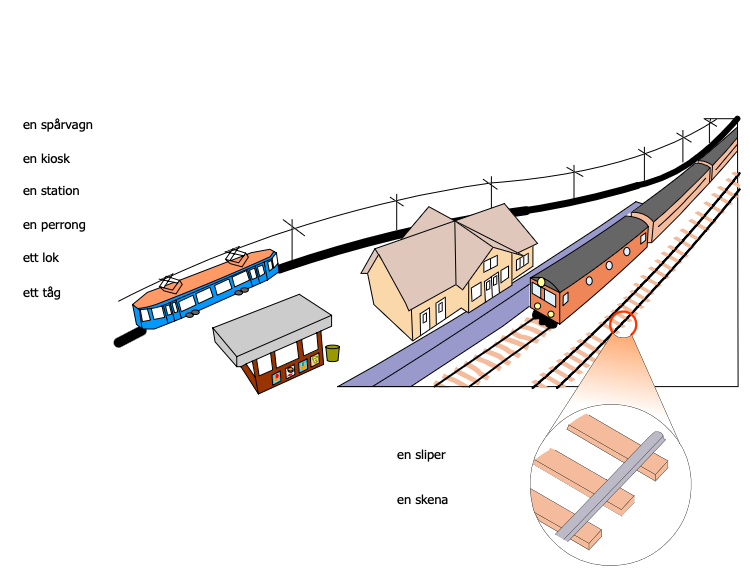 en spårvagn
en kiosk
en station
en perrong
ett lok
ett tåg
en sliper
en skena